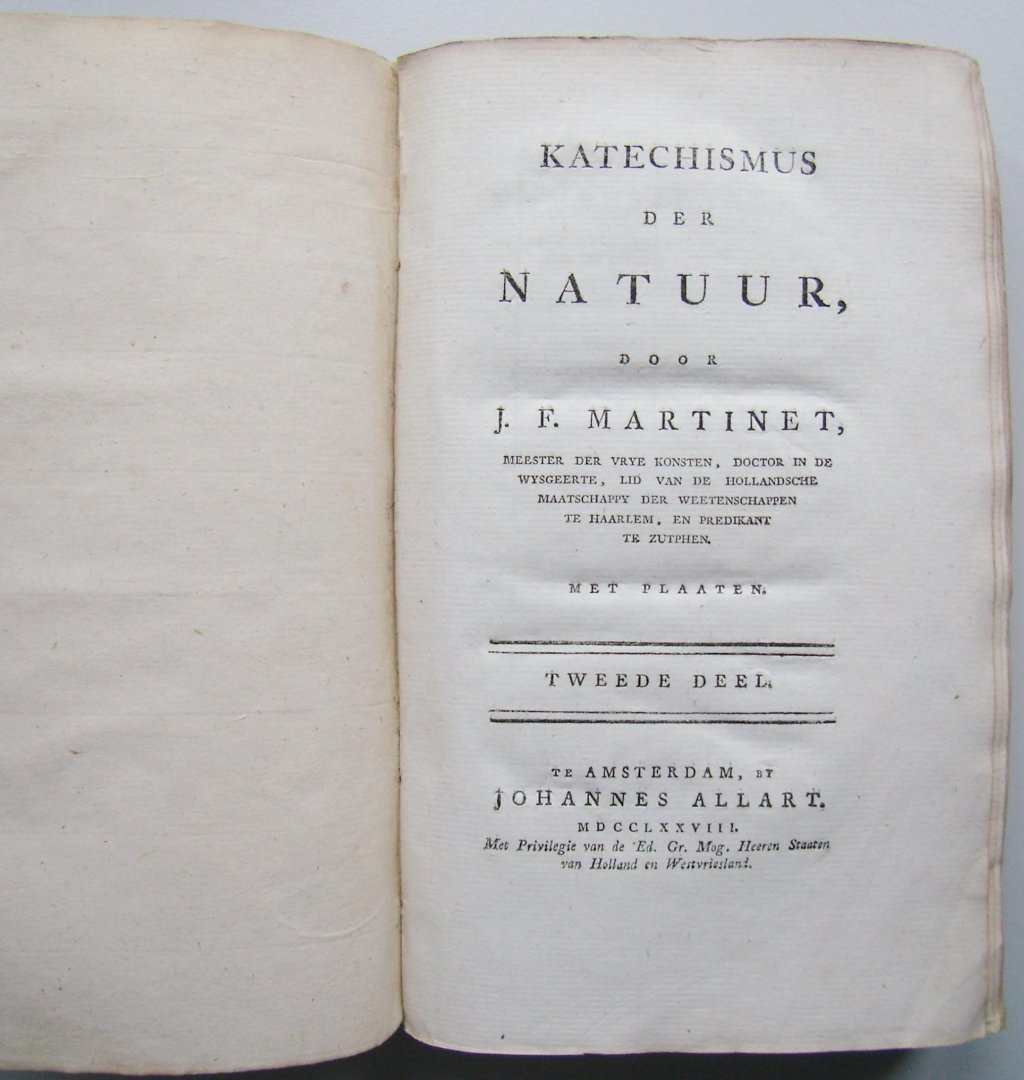 KATECHISMUS
DER
NATUUR,
DOOR
J. F. MARTINET,
MEESTER DER VRYE KONSTEN, DOCTOR IN DE
WYSGEERTE, LID VAN DE HOLLANDSCHE
MAATSCHAPPY DER WEETENSCHAPPEN
TE HAARLEM, EN PREDIKANT
TE ZUTPHEN.
MET PLAATEN.
TWEEDE DEEL.
TE AMSTERDAM, BY
JOHANNES ALLART.
MDCCLXXVIII.
Met Privilegie van de Ed. Gr. Mog. Heeren Staaten
van Holland en Westvriesland.